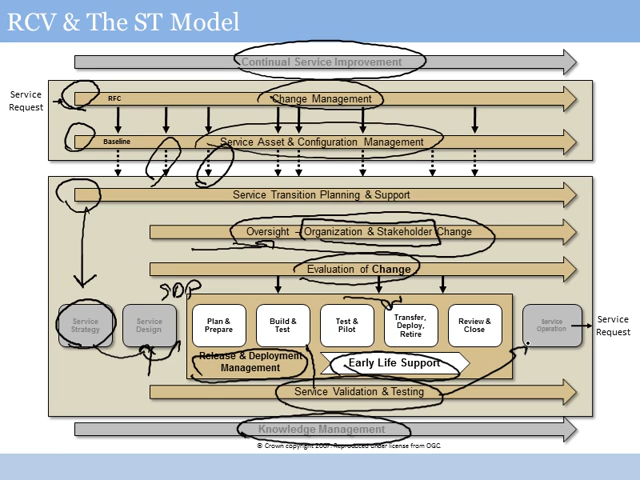 RCV & The ST Model
Continual Service Improvement
Service
Request
RFC
Change Management
Baseline
Service Asset & Configuration Management
Service Transition Planning & Support
Oversight – Organization & Stakeholder Change
Evaluation of Change
SDP
Service
Strategy
Service
Design
Plan &
Prepare
Build &
Test
Test &
Pilot
Transfer,
Deploy,
Retire
Review &
Close
Service
Operation
Service
Request
Release & Deployment
Management
Early Life Support
Service Validation & Testing
Knowledge Management
© Crown copyright 2007. Reproduced under license from OGC.